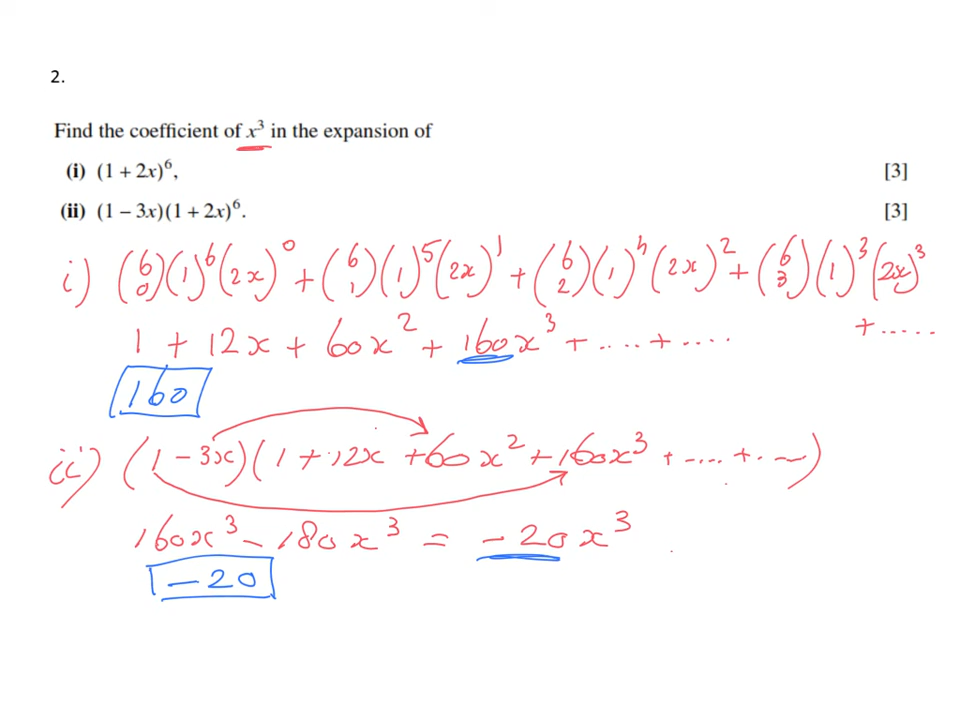 2.
Find the coefficient of x³ in the expansion of
(i) (1 + 2x)⁶, [3]
(ii) (1 − 3x)(1 + 2x)⁶. [3]
i) (6 0)(1)⁶(2x)⁰ + (6 1)(1)⁵(2x)¹ + (6 2)(1)⁴(2x)² + (6 3)(1)³(2x)³
+ .....
1 + 12x + 60x² + 160x³ + .... + ....
160
ii) (1 − 3x)(1 + 12x + 60x² + 160x³ + .... + ....)
160x³ − 180x³ = −20x³
−20